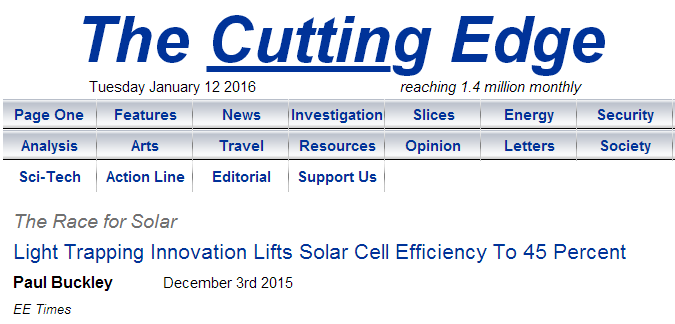 The Cutting Edge
Tuesday January 12 2016 reaching 1.4 million monthly
Page One Features News Investigation Slices Energy Security
Analysis Arts Travel Resources Opinion Letters Society
Sci-Tech Action Line Editorial Support Us
The Race for Solar
Light Trapping Innovation Lifts Solar Cell Efficiency To 45 Percent
Paul Buckley December 3rd 2015
EE Times